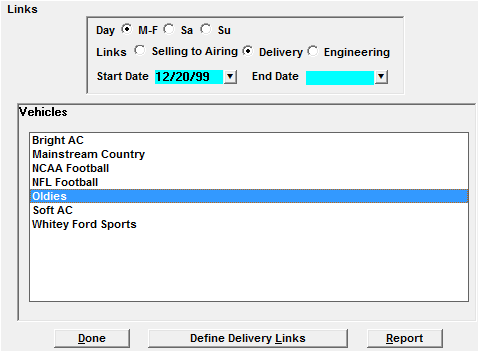 Links
Day M-F Sa Su
Links Selling to Airing Delivery Engineering
Start Date 12/20/99 End Date
Vehicles
Bright AC
Mainstream Country
NCAA Football
NFL Football
Oldies
Soft AC
Whitey Ford Sports
Done Define Delivery Links Report